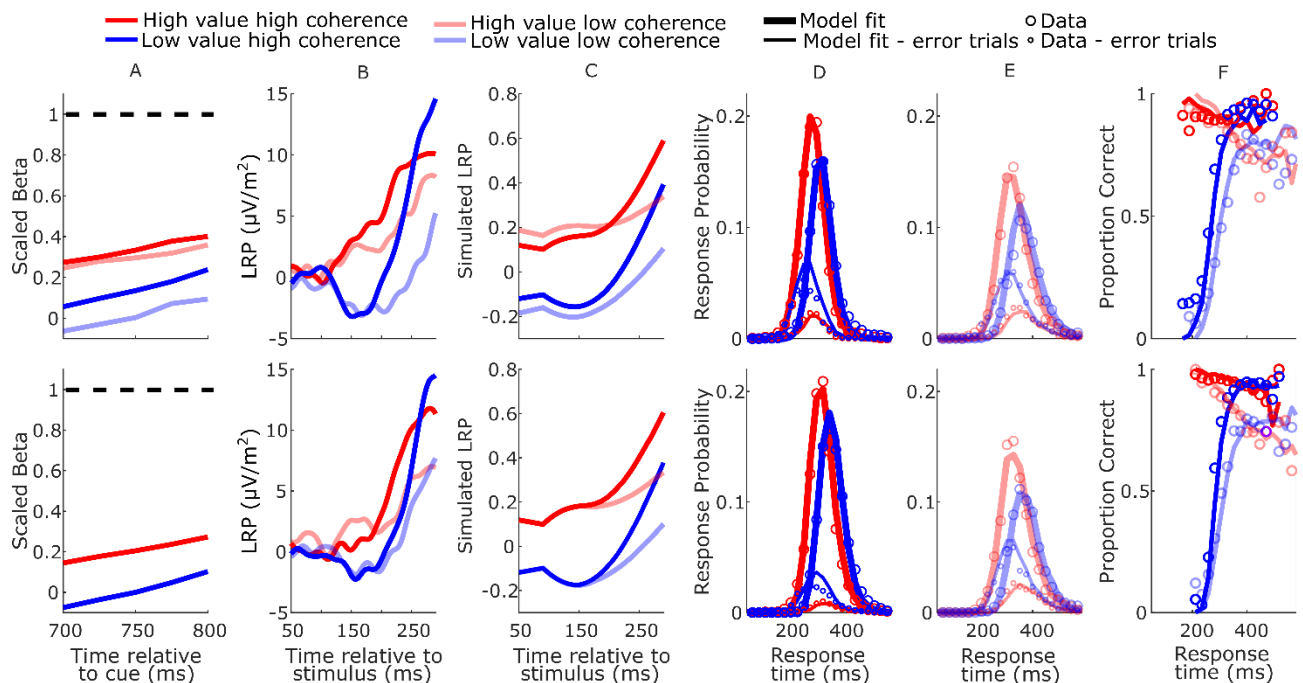 High value high coherence
High value low coherence
Model fit
Data
Low value high coherence
Low value low coherence
Model fit - error trials
Data - error trials
A B C D E F
Scaled Beta
1
0.8
0.6
0.4
0.2
0
LRP (µV/m²)
15
10
5
0
-5
Simulated LRP
0.8
0.6
0.4
0.2
0
-0.2
Response Probability
0.2
0.1
0
0.2
0.1
0
Proportion Correct
1
0.5
0
Scaled Beta
1
0.8
0.6
0.4
0.2
0
700 800
Time relative
to cue (ms)
LRP (µV/m²)
15
10
5
0
5
50 150 250
Time relative to
stimulus (ms)
Simulated LRP
0.8
0.6
0.4
0.2
0
-0.2
50 150 250
Time relative to
stimulus (ms)
Response Probability
0.2
0.1
0
200 400
Response
time (ms)
0.2
0.1
0
200 400
Response
time (ms)
Proportion Correct
1
0.5
0
200 400
Response
time (ms)